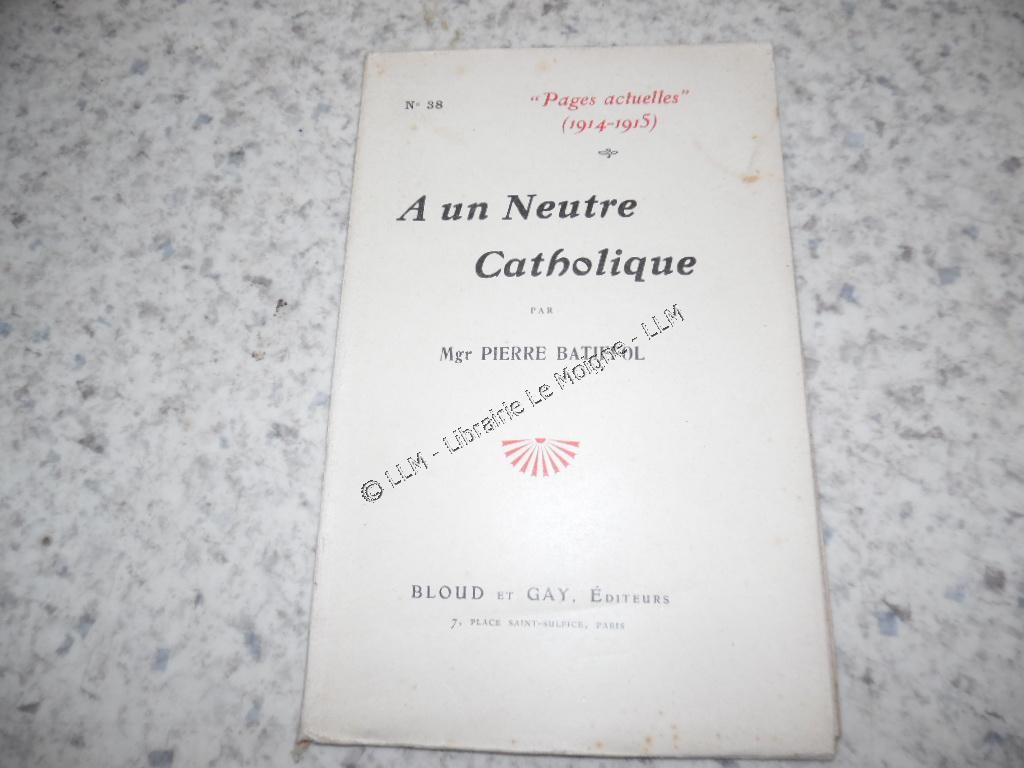 Nº 38
"Pages actuelles"
(1914-1915)
A un Neutre
Catholique
PAR
Mgr PIERRE BATIFFOL
© LLM - Librairie Le Moigne - LLM
BLOUD ET GAY, ÉDITEURS
7, PLACE SAINT-SULPICE, PARIS